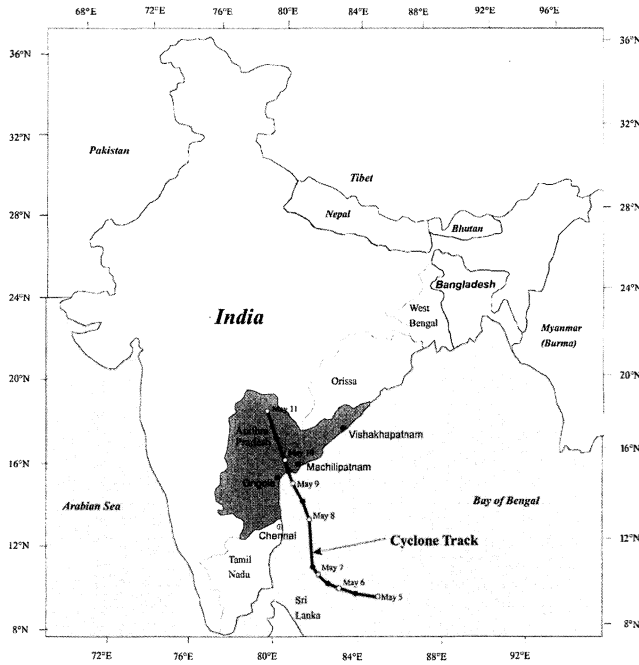 68°E 72°E 76°E 80°E 84°E 88°E 92°E 96°E
36°N 36°N
32°N 32°N
Pakistan
Tibet
Nepal
28°N 28°N
Bhutan
Bangladesh
24°N 24°N
West
Bengal
India
Myanmar
(Burma)
20°N 20°N
Orissa
May 11
Andhra
Pradesh
Vishakhapatnam
16°N 16°N
Machilipatnam
Ongole
May 9
Arabian Sea
Bay of Bengal
May 8
Chennai
12°N 12°N
Cyclone Track
Tamil
Nadu
May 7
May 6
May 5
Sri
Lanka
8°N 8°N
72°E 76°E 80°E 84°E 88°E 92°E